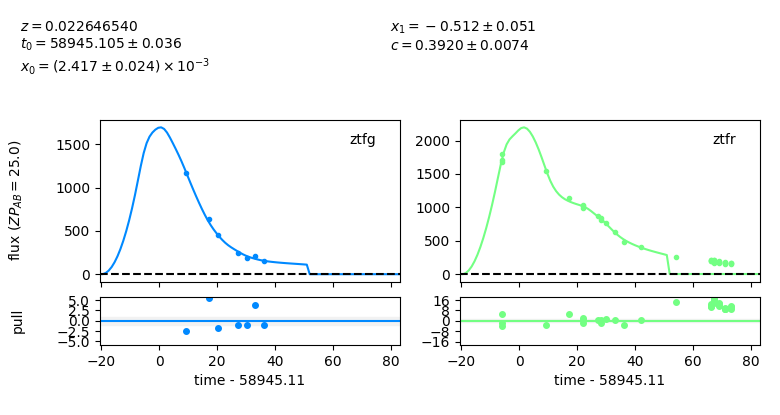 z = 0.022646540
t₀ = 58945.105 ± 0.036
x₀ = (2.417 ± 0.024) × 10⁻³
x₁ = −0.512 ± 0.051
c = 0.3920 ± 0.0074
flux (ZP_AB = 25.0)
1500
1000
500
0
ztfg
2000
1500
1000
500
0
ztfr
pull
5.0
2.5
0.0
−2.5
−5.0
−20 0 20 40 60 80
time - 58945.11
16
8
0
−8
−16
−20 0 20 40 60 80
time - 58945.11